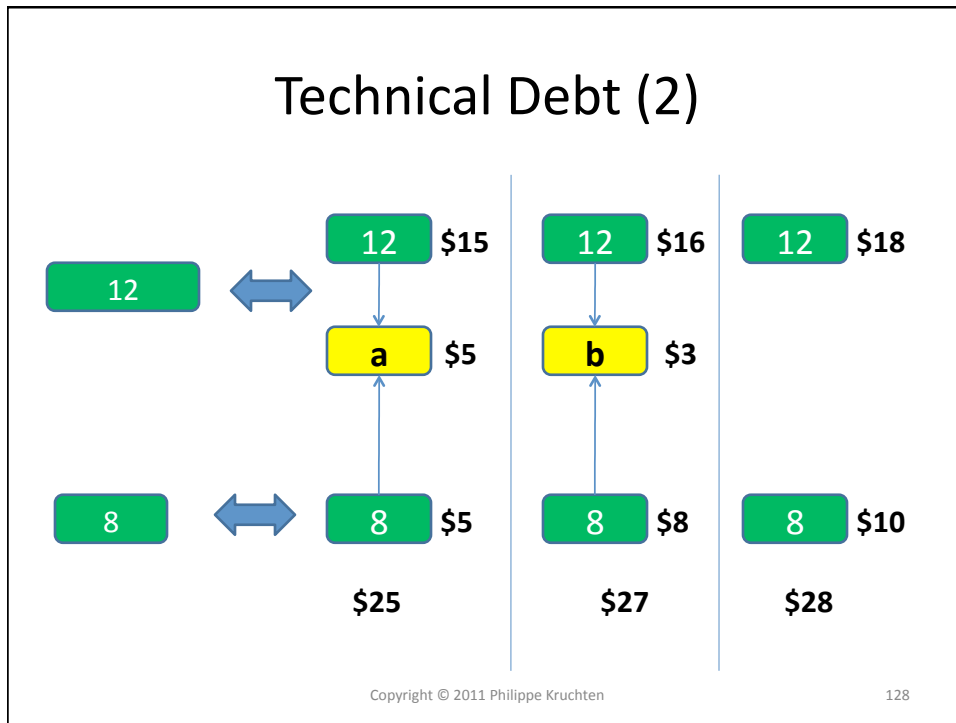 Technical Debt (2)
12 $15 12 $16 12 $18
12
a $5 b $3
8 8 $5 8 $8 8 $10
$25 $27 $28
Copyright © 2011 Philippe Kruchten 128